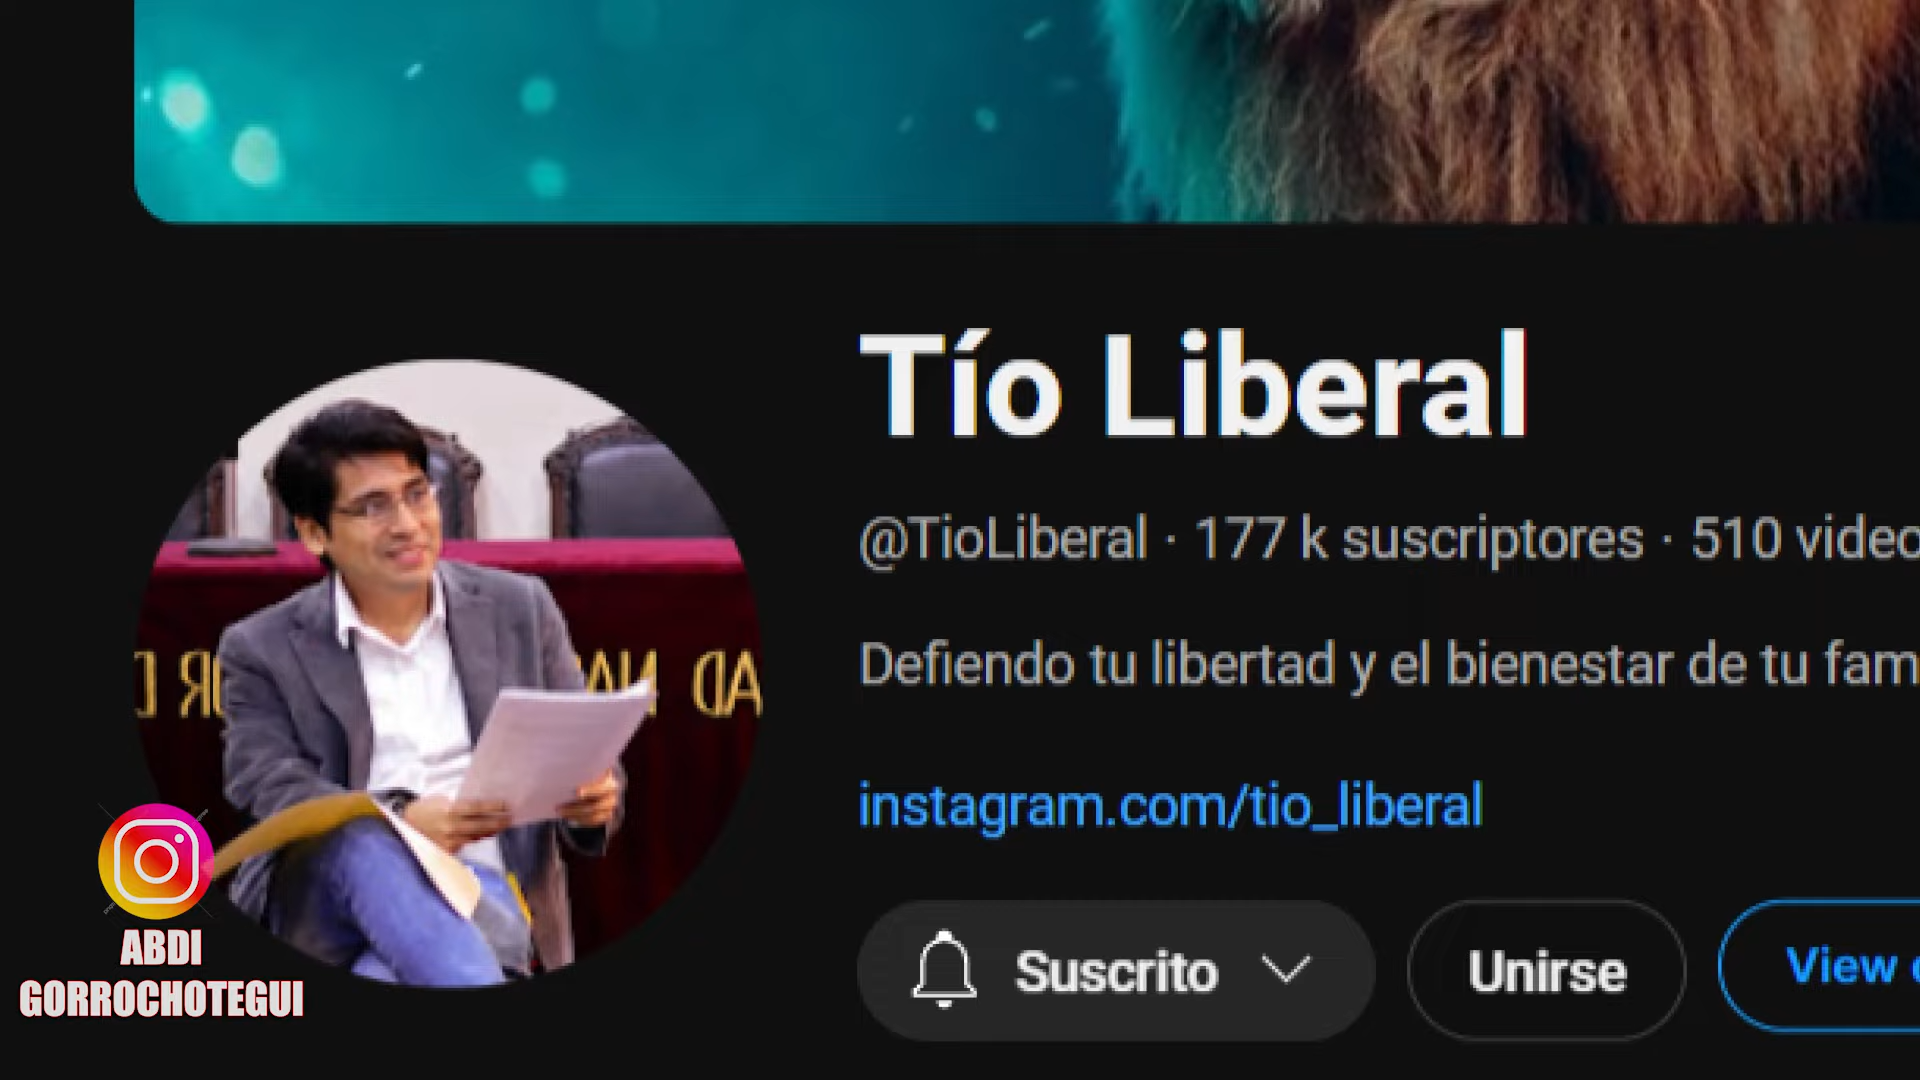 Tío Liberal
@TioLiberal · 177 k suscriptores · 510 video
Defiendo tu libertad y el bienestar de tu fam
instagram.com/tio_liberal
Suscrito
Unirse
View
ABDI
GORROCHOTEGUI